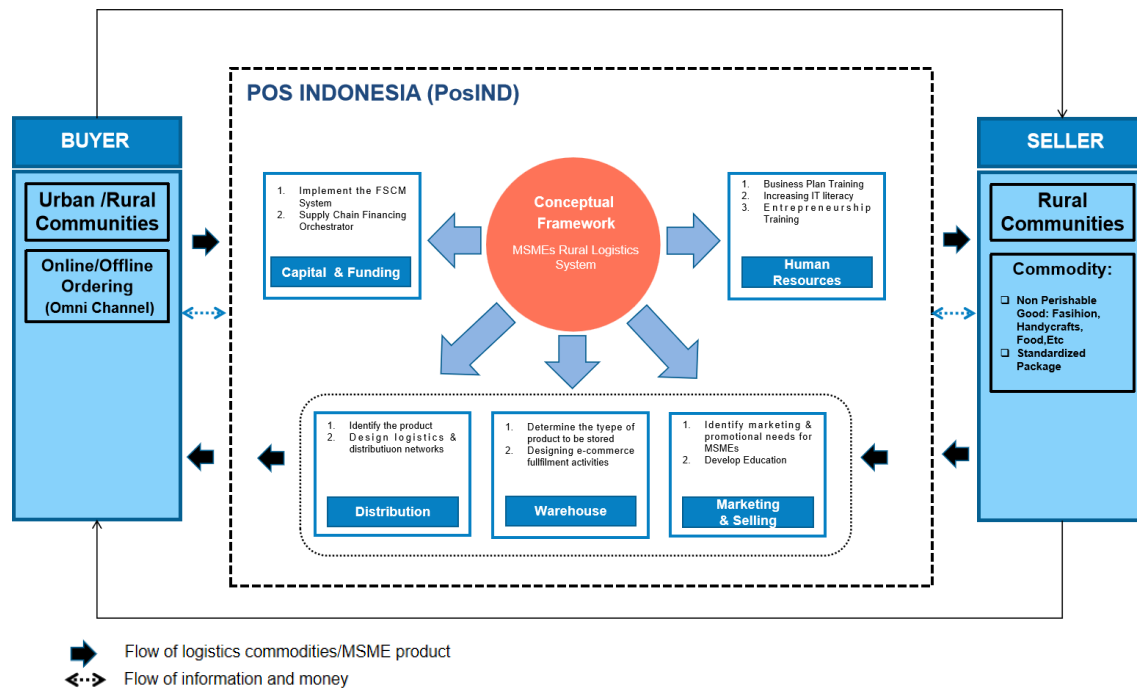 POS INDONESIA (PosIND)
BUYER
Urban /Rural
Communities
Online/Offline
Ordering
(Omni Channel)
1. Implement the FSCM
System
2. Supply Chain Financing
Orchestrator
Capital & Funding
Conceptual
Framework
MSMEs Rural Logistics
System
1. Business Plan Training
2. Increasing IT literacy
3. Entrepreneurship
Training
Human
Resources
1. Identify the product
2. Design logistics &
distributiuon networks
Distribution
1. Determine the tyepe of
product to be stored
2. Designing e-commerce
fullfilment activities
Warehouse
1. Identify marketing &
promotional needs for
MSMEs
2. Develop Education
Marketing
& Selling
SELLER
Rural
Communities
Commodity:
❑ Non Perishable
Good: Fasihion,
Handycrafts,
Food,Etc
❑ Standardized
Package
Flow of logistics commodities/MSME product
Flow of information and money